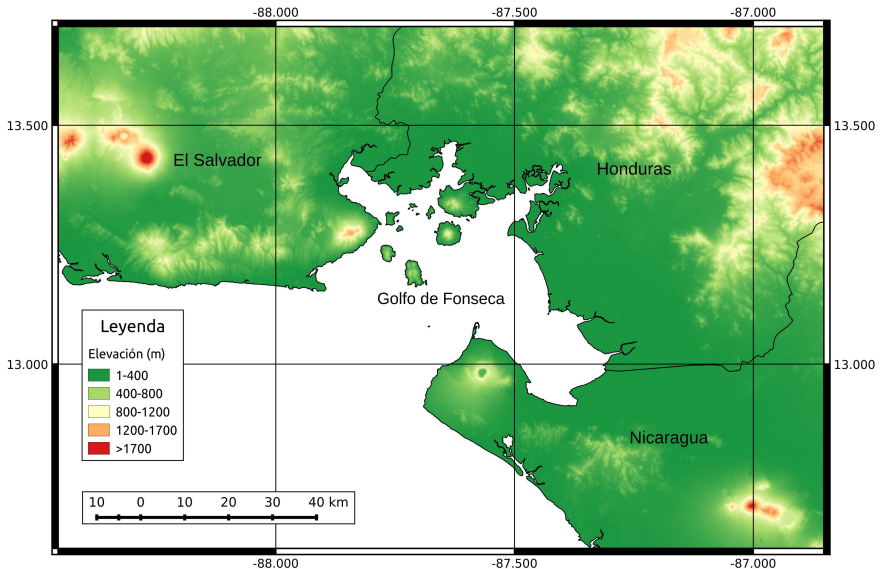 -88.000 -87.500 -87.000
13.500 13.500
El Salvador
Honduras
Golfo de Fonseca
Leyenda
Elevación (m)
1-400
400-800
800-1200
1200-1700
>1700
13.000 13.000
Nicaragua
10 0 10 20 30 40 km
-88.000 -87.500 -87.000